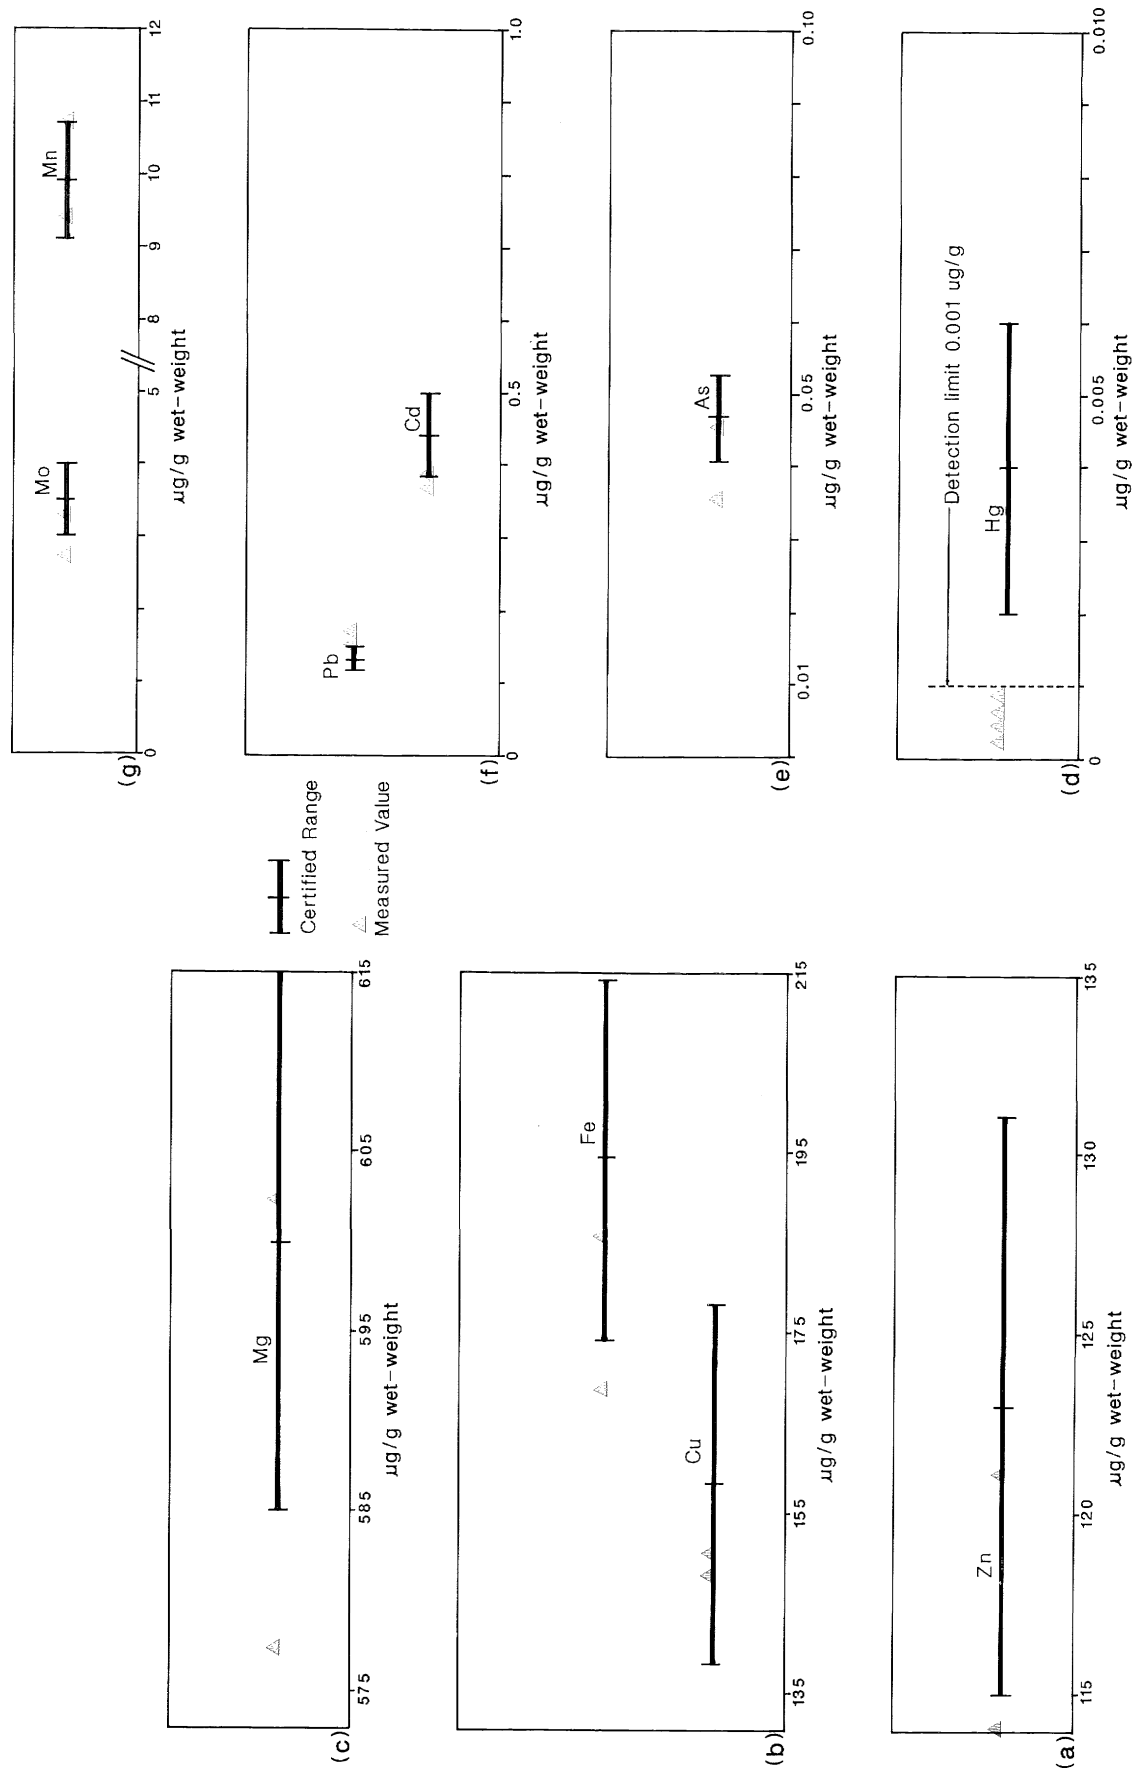 (g)
Mo
Mn
0
5
8
9
10
11
12
µg/g wet-weight
(f)
Pb
Cd
0
0.5
1.0
µg/g wet-weight
(e)
As
0.01
0.05
0.10
µg/g wet-weight
(d)
Hg
Detection limit 0.001 ug/g
0
0.005
0.010
µg/g wet-weight
Certified Range
Measured Value
(c)
Mg
575
585
595
605
615
µg/g wet-weight
(b)
Fe
Cu
135
155
175
195
215
µg/g wet-weight
(a)
Zn
115
120
125
130
135
µg/g wet-weight